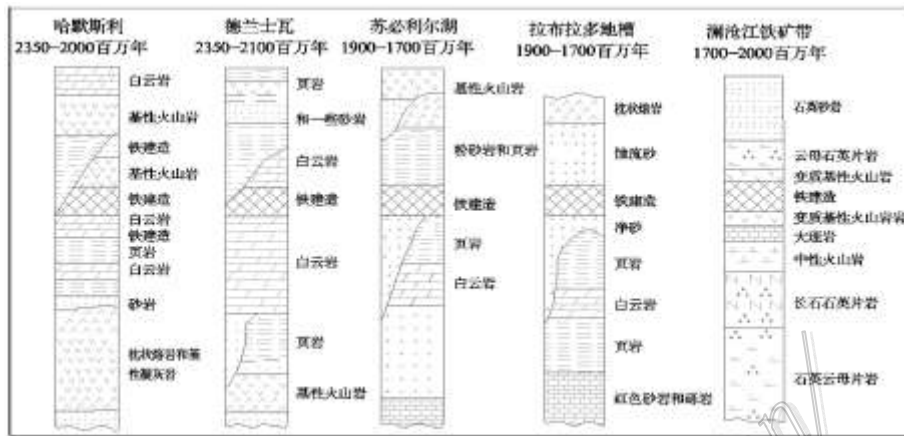 哈默斯利
2350-2000百万年
白云岩
基性火山岩
铁建造
基性火山岩
铁建造
白云岩
铁建造
页岩
白云岩
砂岩
枕状熔岩和基
性凝灰岩
德兰士瓦
2350-2100百万年
页岩
和一些砂岩
白云岩
铁建造
白云岩
页岩
基性火山岩
苏必利尔湖
1900-1700百万年
基性火山岩
粉砂岩和页岩
铁建造
页岩
白云岩
拉布拉多地槽
1900-1700百万年
枕状熔岩
铁建造
净砂
页岩
白云岩
页岩
红色砂岩和砾岩
澜沧江铁矿带
1700-2000百万年
石英砂岩
云母石英片岩
变质基性火山岩
铁建造
变质基性火山岩岩
大理岩
中性火山岩
长石石英片岩
石英云母片岩